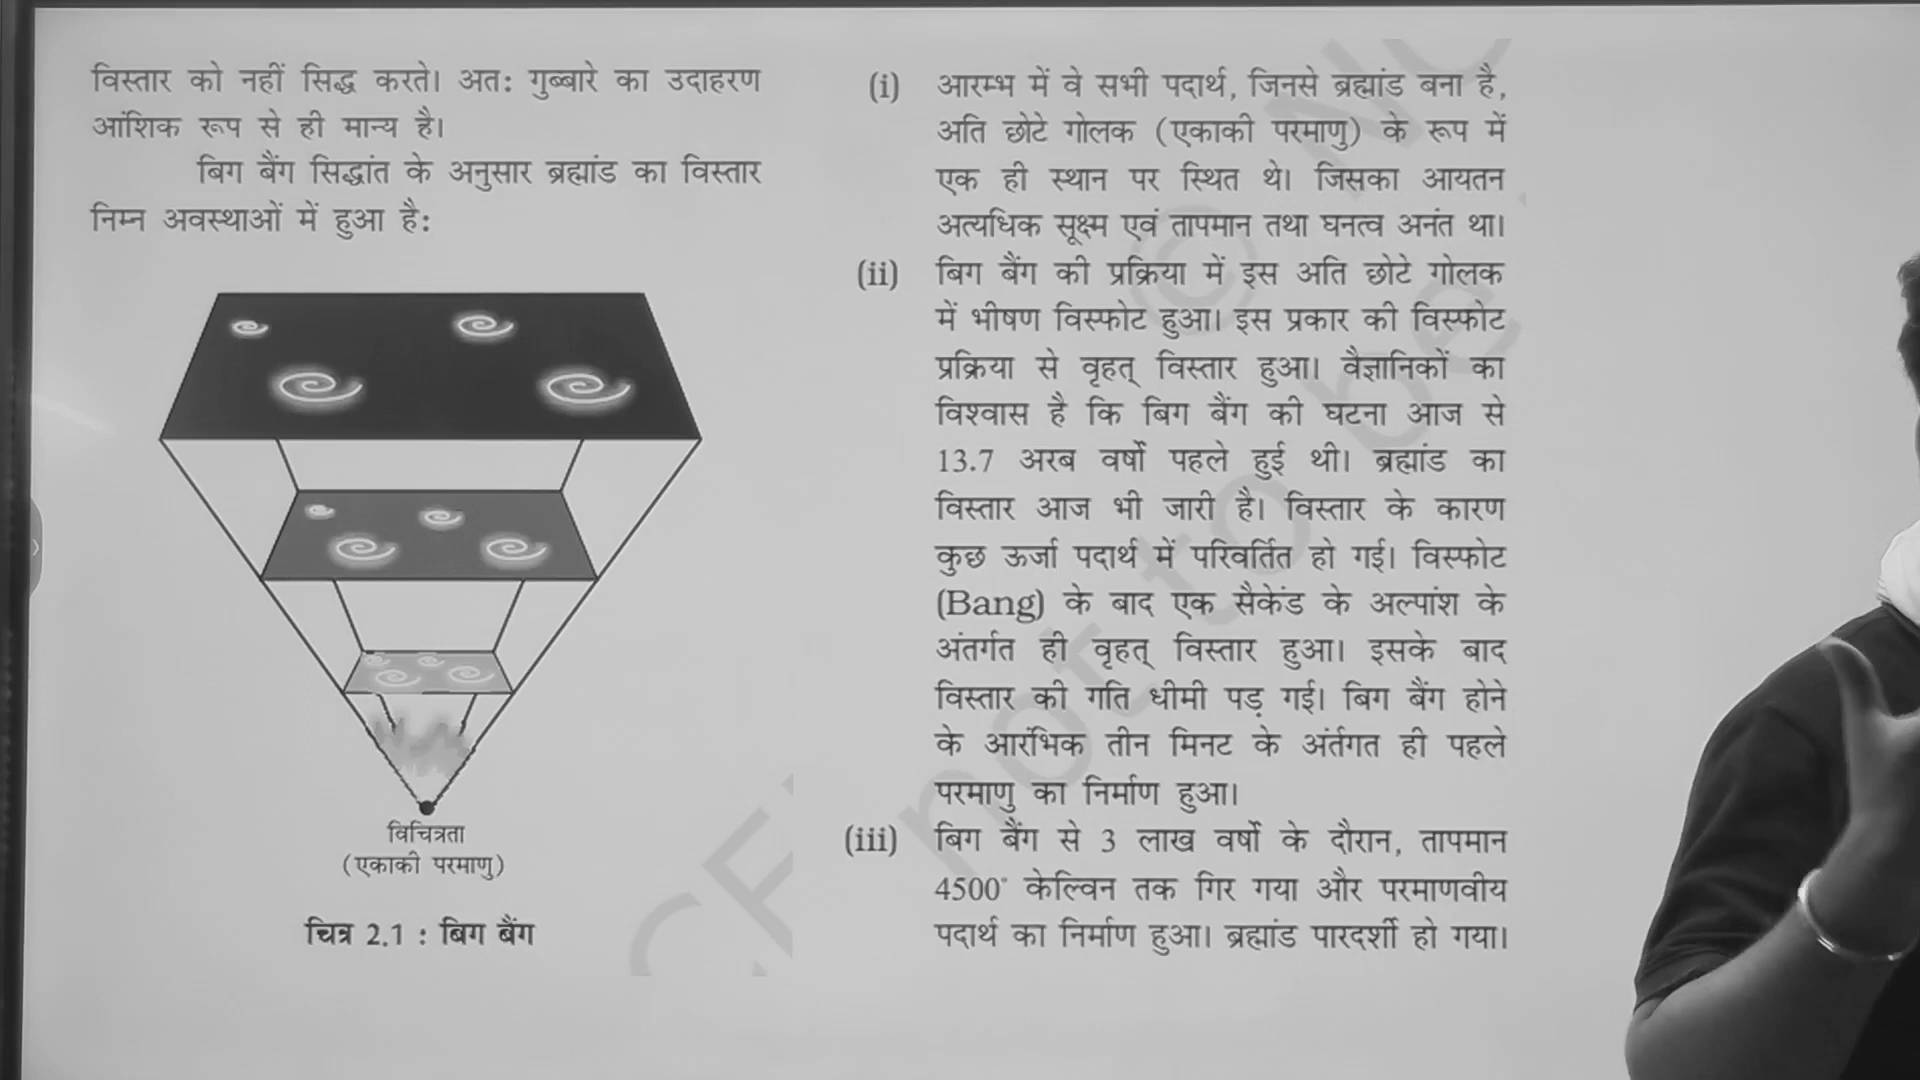 विस्तार को नहीं सिद्ध करते। अतः गुब्बारे का उदाहरण
आंशिक रूप से ही मान्य है।
बिग बैंग सिद्धांत के अनुसार ब्रह्मांड का विस्तार
निम्न अवस्थाओं में हुआ है:
विचित्रता
(एकाकी परमाणु)
चित्र 2.1 : बिग बैंग
(i) आरम्भ में वे सभी पदार्थ, जिनसे ब्रह्मांड बना है,
अति छोटे गोलक (एकाकी परमाणु) के रूप में
एक ही स्थान पर स्थित थे। जिसका आयतन
अत्यधिक सूक्ष्म एवं तापमान तथा घनत्व अनंत था।
(ii) बिग बैंग की प्रक्रिया में इस अति छोटे गोलक
में भीषण विस्फोट हुआ। इस प्रकार की विस्फोट
प्रक्रिया से वृहत् विस्तार हुआ। वैज्ञानिकों का
विश्वास है कि बिग बैंग की घटना आज से
13.7 अरब वर्षों पहले हुई थी। ब्रह्मांड का
विस्तार आज भी जारी है। विस्तार के कारण
कुछ ऊर्जा पदार्थ में परिवर्तित हो गई। विस्फोट
(Bang) के बाद एक सैकेंड के अल्पांश के
अंतर्गत ही वृहत् विस्तार हुआ। इसके बाद
विस्तार की गति धीमी पड़ गई। बिग बैंग होने
के आरंभिक तीन मिनट के अंर्तगत ही पहले
परमाणु का निर्माण हुआ।
(iii) बिग बैंग से 3 लाख वर्षों के दौरान, तापमान
4500° केल्विन तक गिर गया और परमाणवीय
पदार्थ का निर्माण हुआ। ब्रह्मांड पारदर्शी हो गया।
not to be